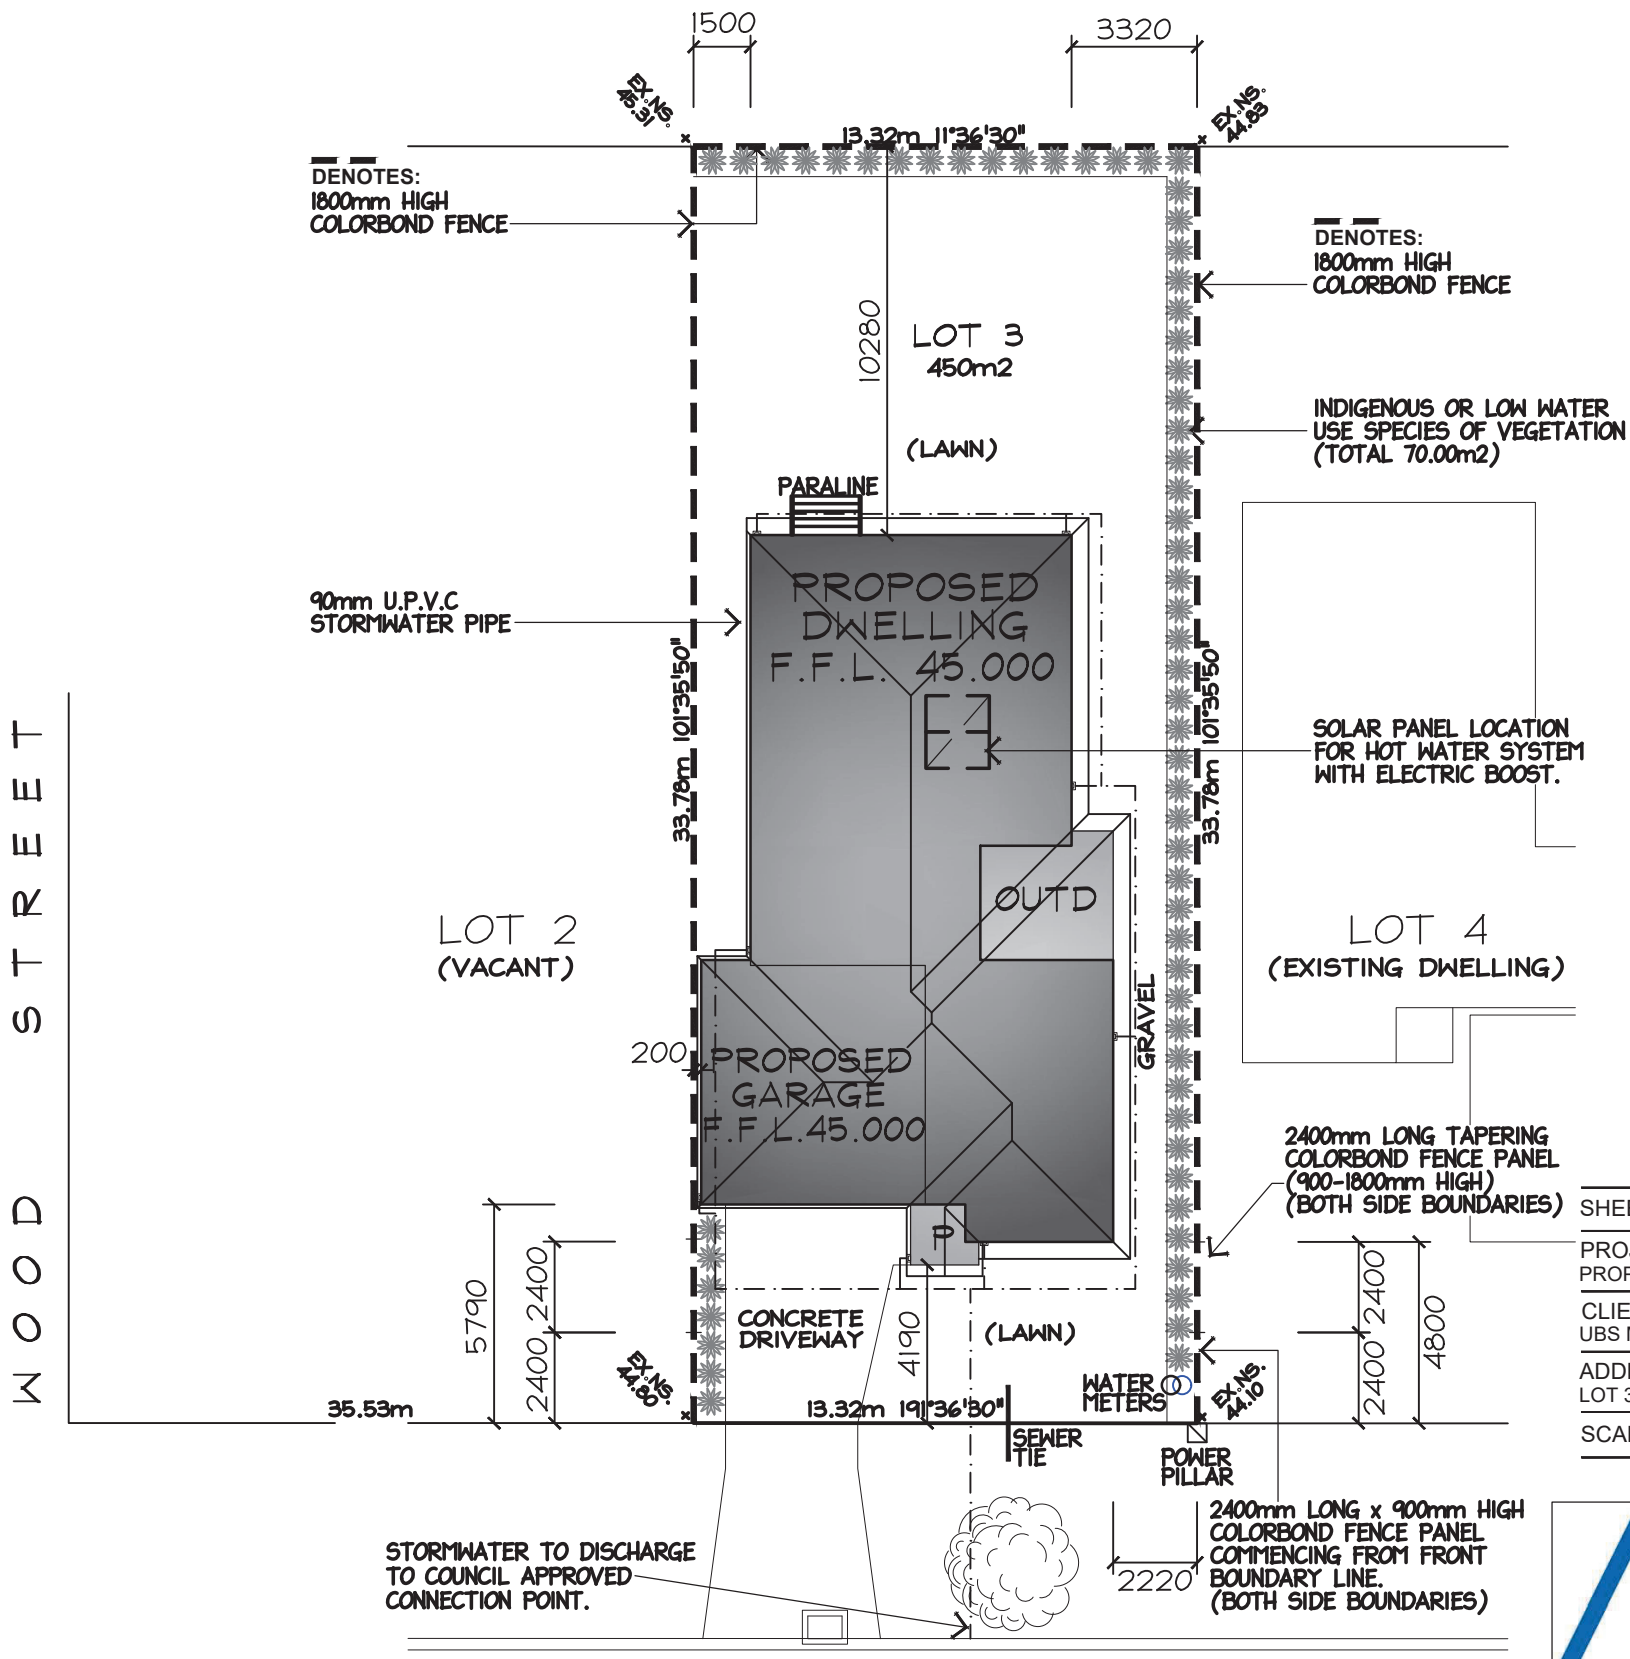 1500
3320
EX.NS.
45.31
EX.NS.
44.83
13.32m 11°36'30"
DENOTES:
1800mm HIGH
COLORBOND FENCE
DENOTES:
1800mm HIGH
COLORBOND FENCE
10280
LOT 3
450m2
(LAWN)
INDIGENOUS OR LOW WATER
USE SPECIES OF VEGETATION
(TOTAL 70.00m2)
PARALINE
PROPOSED
DWELLING
F.F.L. 45.000
90mm U.P.V.C
STORMWATER PIPE
33.78m 101°35'50"
33.78m 101°35'50"
SOLAR PANEL LOCATION
FOR HOT WATER SYSTEM
WITH ELECTRIC BOOST.
WOOD STREET
OUTD
LOT 2
(VACANT)
LOT 4
(EXISTING DWELLING)
GRAVEL
200
PROPOSED
GARAGE
F.F.L.45.000
2400mm LONG TAPERING
COLORBOND FENCE PANEL
(900-1800mm HIGH)
(BOTH SIDE BOUNDARIES)
P
5790
2400
2400
CONCRETE
DRIVEWAY
4190
(LAWN)
2400
2400
4800
EX.NS.
44.80
WATER
METERS
EX.NS.
44.10
35.53m
13.32m 191°36'30"
SEWER
TIE
POWER
PILLAR
2400mm LONG x 900mm HIGH
COLORBOND FENCE PANEL
COMMENCING FROM FRONT
BOUNDARY LINE.
(BOTH SIDE BOUNDARIES)
2220
STORMWATER TO DISCHARGE
TO COUNCIL APPROVED
CONNECTION POINT.
LOT 3